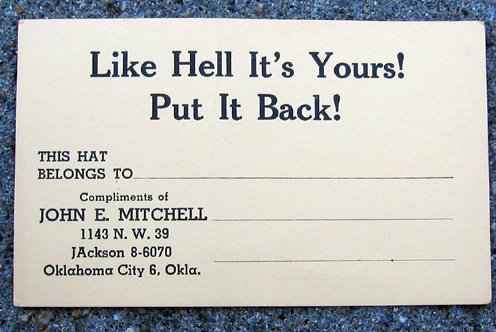 Like Hell It's Yours!
Put It Back!
THIS HAT
BELONGS TO
Compliments of
JOHN E. MITCHELL
1143 N. W. 39
JAckson 8-6070
Oklahoma City 6, Okla.